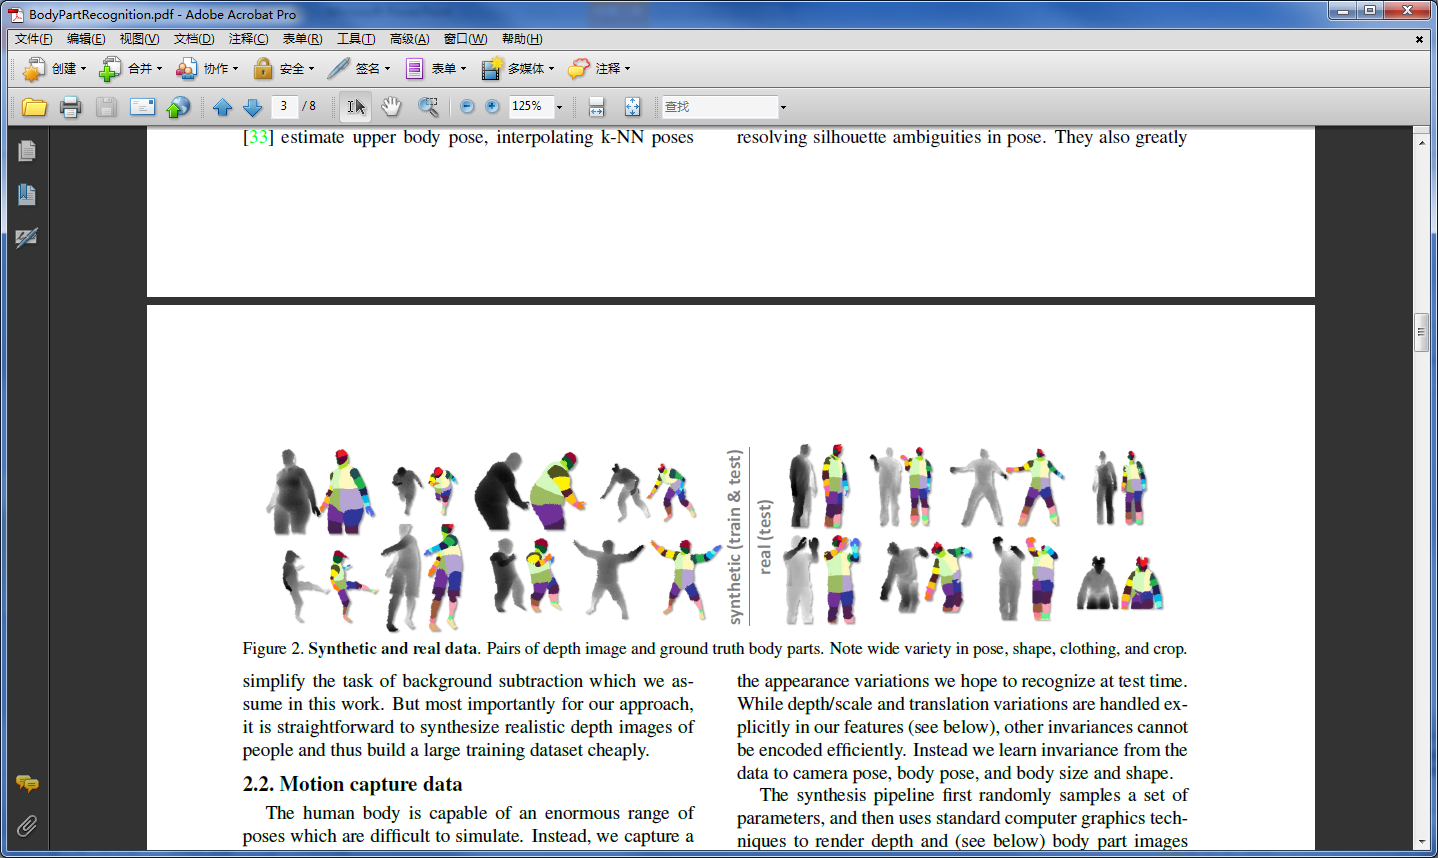 BodyPartRecognition.pdf - Adobe Acrobat Pro
文件(F) 编辑(E) 视图(V) 文档(D) 注释(C) 表单(R) 工具(T) 高级(A) 窗口(W) 帮助(H)
创建 合并 协作 安全 签名 表单 多媒体 注释
3 / 8 125% 查找
[33] estimate upper body pose, interpolating k-NN poses
resolving silhouette ambiguities in pose. They also greatly
synthetic (train & test)
real (test)
Figure 2. Synthetic and real data. Pairs of depth image and ground truth body parts. Note wide variety in pose, shape, clothing, and crop.
simplify the task of background subtraction which we as-
sume in this work. But most importantly for our approach,
it is straightforward to synthesize realistic depth images of
people and thus build a large training dataset cheaply.
2.2. Motion capture data
The human body is capable of an enormous range of
poses which are difficult to simulate. Instead, we capture a
the appearance variations we hope to recognize at test time.
While depth/scale and translation variations are handled ex-
plicitly in our features (see below), other invariances cannot
be encoded efficiently. Instead we learn invariance from the
data to camera pose, body pose, and body size and shape.
The synthesis pipeline first randomly samples a set of
parameters, and then uses standard computer graphics tech-
niques to render depth and (see below) body part images